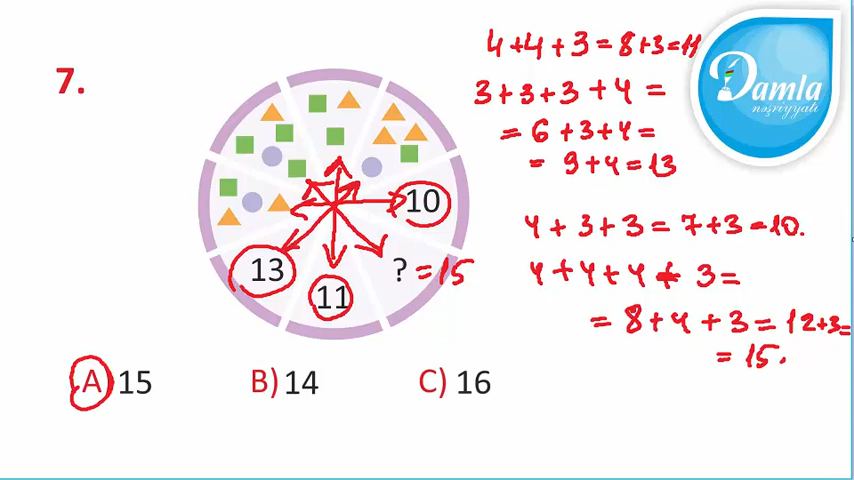 7.
4+4+3=8+3=11
3+3+3+4=
=6+3+4=
=9+4=13
Damla
nəşriyyatı
10
4+3+3=7+3=10.
13
?=15
4+4+4+3=
11
=8+4+3=12+3=
=15.
A 15
B) 14
C) 16